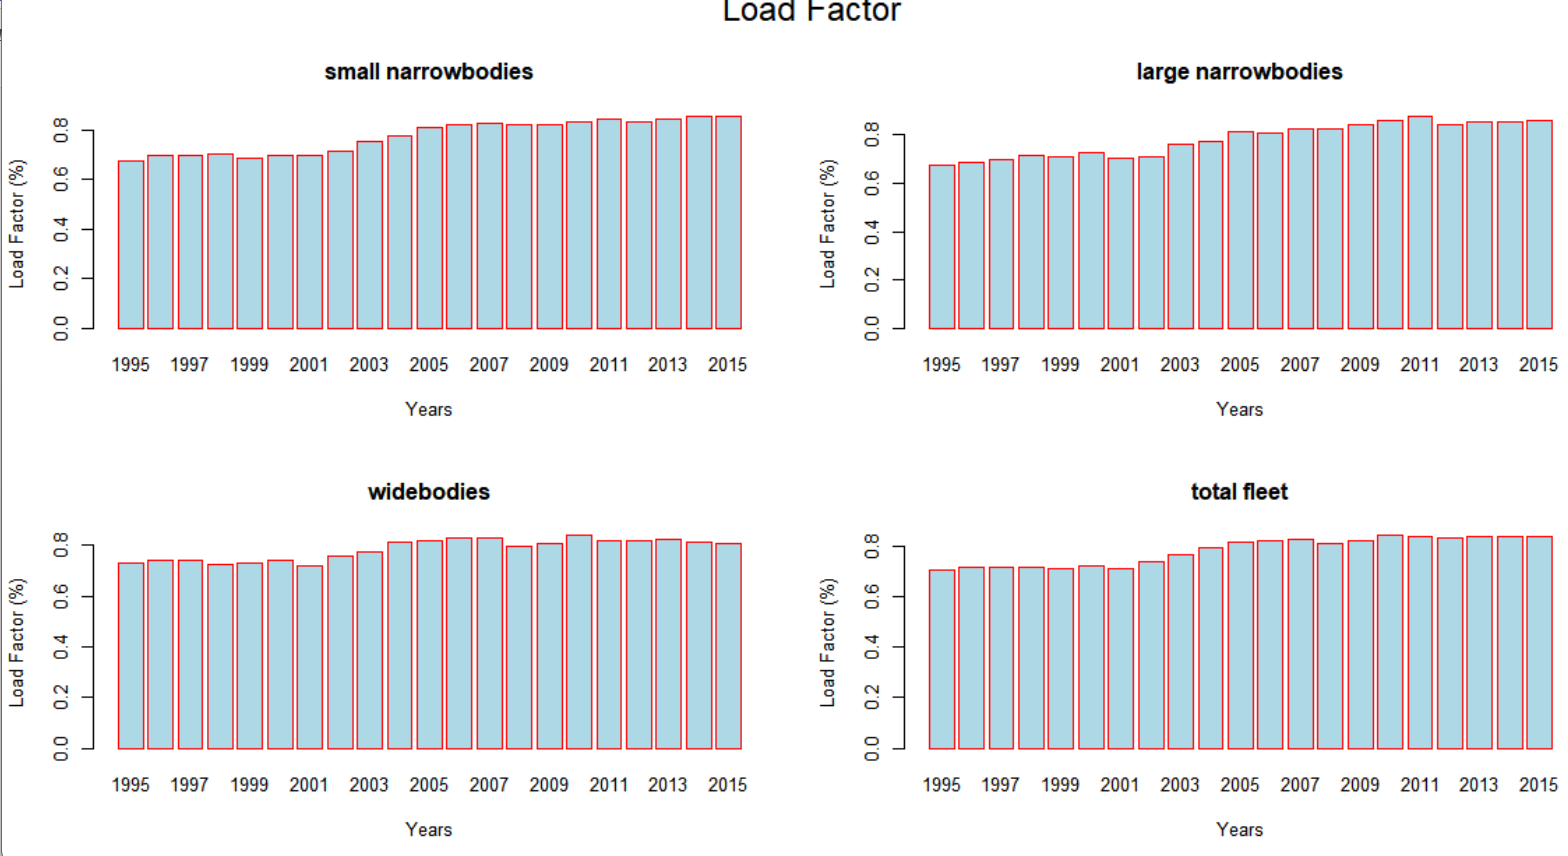 Load Factor
small narrowbodies
Load Factor (%)
0.0 0.2 0.4 0.6 0.8
1995 1997 1999 2001 2003 2005 2007 2009 2011 2013 2015
Years
large narrowbodies
Load Factor (%)
0.0 0.2 0.4 0.6 0.8
1995 1997 1999 2001 2003 2005 2007 2009 2011 2013 2015
Years
widebodies
Load Factor (%)
0.0 0.2 0.4 0.6 0.8
1995 1997 1999 2001 2003 2005 2007 2009 2011 2013 2015
Years
total fleet
Load Factor (%)
0.0 0.2 0.4 0.6 0.8
1995 1997 1999 2001 2003 2005 2007 2009 2011 2013 2015
Years